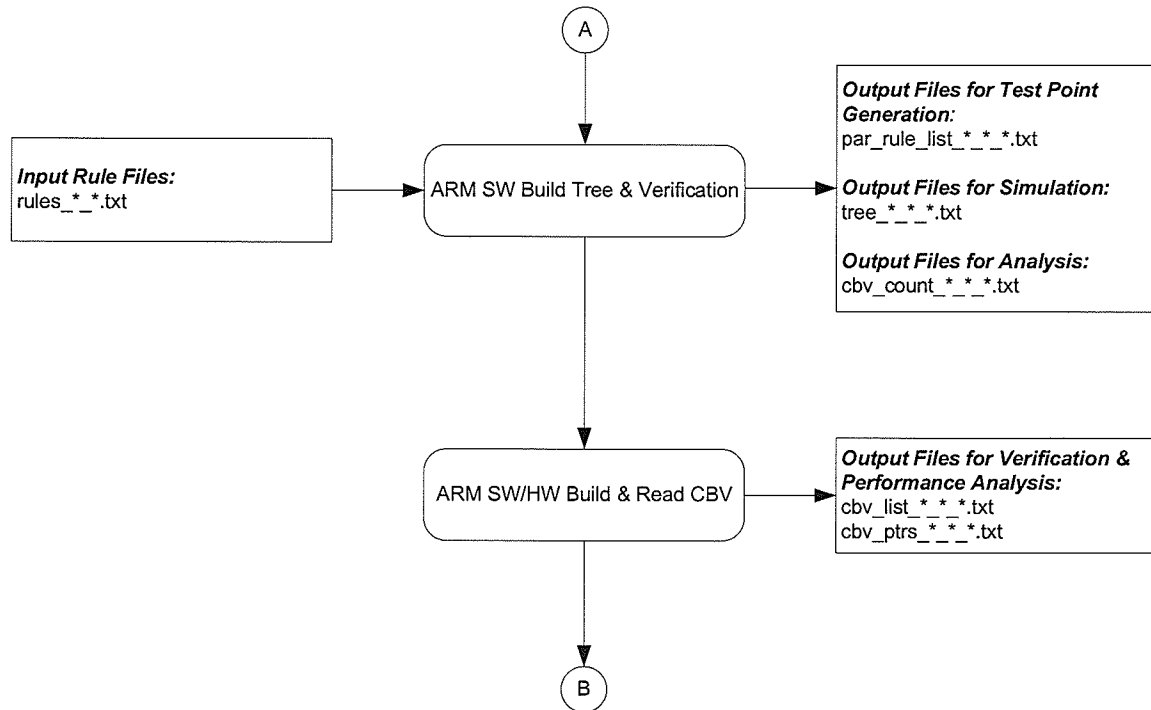 A
Output Files for Test Point
Generation:
par_rule_list_*_*_*.txt
Output Files for Simulation:
tree_*_*_*.txt
Output Files for Analysis:
cbv_count_*_*_*.txt
Input Rule Files:
rules_*_*.txt
ARM SW Build Tree & Verification
ARM SW/HW Build & Read CBV
Output Files for Verification &
Performance Analysis:
cbv_list_*_*_*.txt
cbv_ptrs_*_*_*.txt
B